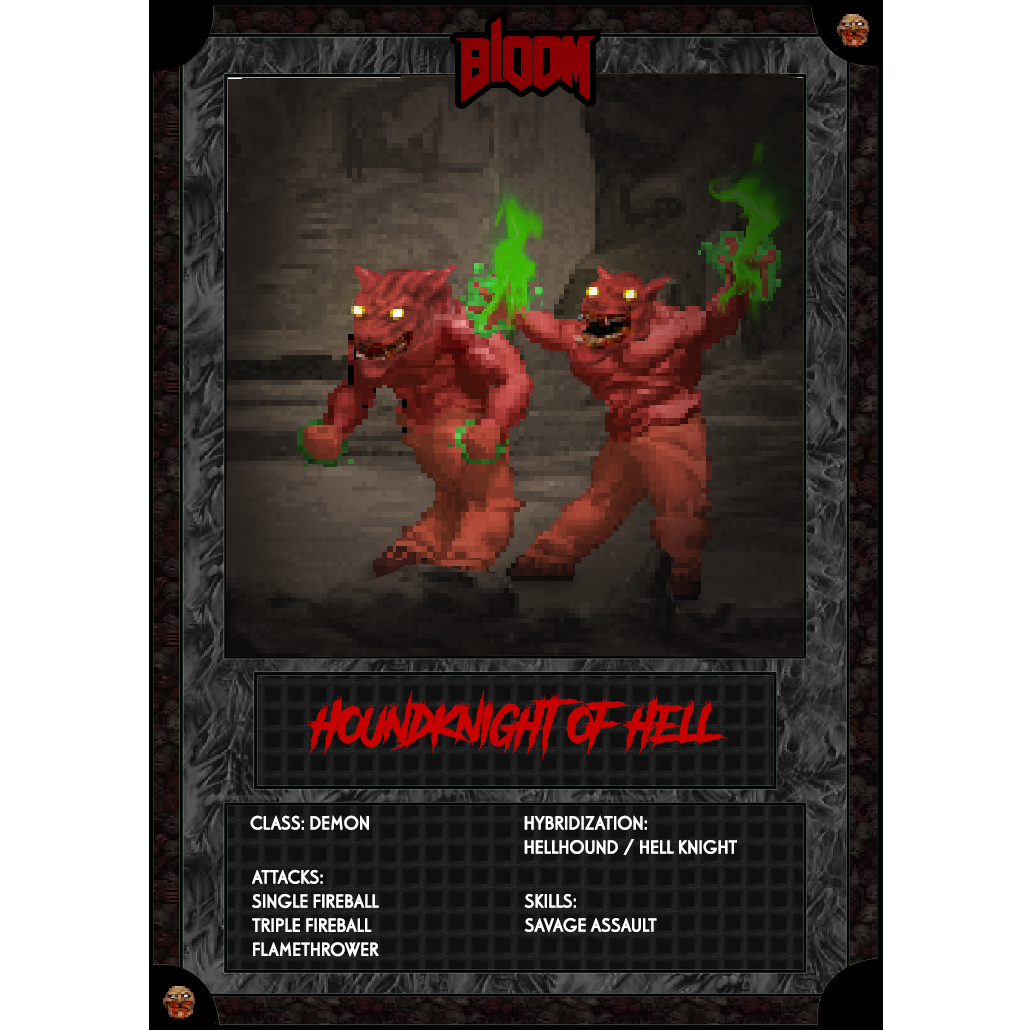 BLOOM
HOUNDKNIGHT OF HELL
CLASS: DEMON
HYBRIDIZATION:
HELLHOUND / HELL KNIGHT
ATTACKS:
SINGLE FIREBALL
TRIPLE FIREBALL
FLAMETHROWER
SKILLS:
SAVAGE ASSAULT